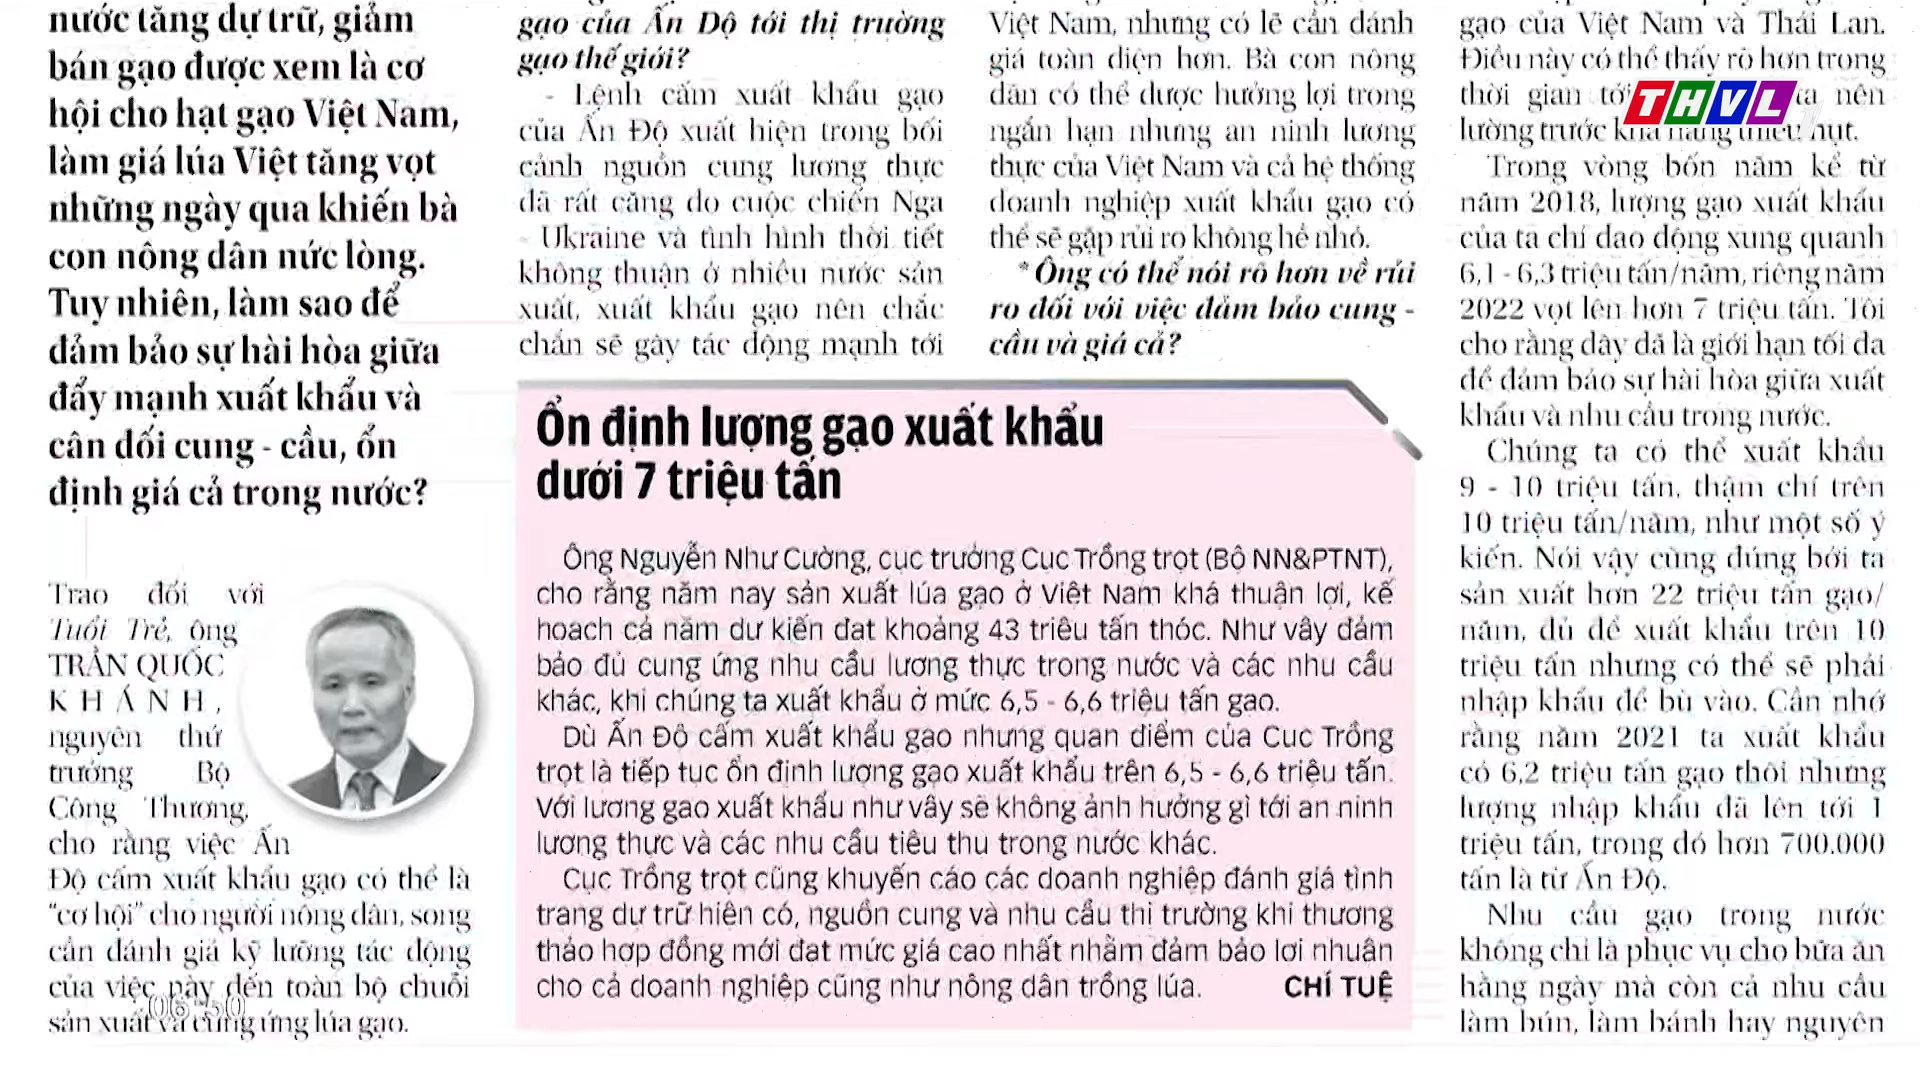 nước tăng dự trữ, giảm
bán gạo được xem là cơ
hội cho hạt gạo Việt Nam,
làm giá lúa Việt tăng vọt
những ngày qua khiến bà
con nông dân nức lòng.
Tuy nhiên, làm sao để
đảm bảo sự hài hòa giữa
đẩy mạnh xuất khẩu và
cân đối cung - cầu, ổn
định giá cả trong nước?
Trao đổi với
Tuổi Trẻ, ông
TRẦN QUỐC
KHÁNH,
nguyên thứ
trưởng Bộ
Công Thương,
cho rằng việc Ấn
Độ cấm xuất khẩu gạo có thể là
"cơ hội" cho người nông dân, song
cần đánh giá kỹ lưỡng tác động
của việc này đến toàn bộ chuỗi
sản xuất và cung ứng lúa gạo.
06:50
gạo của Ấn Độ tới thị trường
gạo thế giới?
- Lệnh cấm xuất khẩu gạo
của Ấn Độ xuất hiện trong bối
cảnh nguồn cung lương thực
đã rất căng do cuộc chiến Nga
- Ukraine và tình hình thời tiết
không thuận ở nhiều nước sản
xuất, xuất khẩu gạo nên chắc
chắn sẽ gây tác động mạnh tới
Việt Nam, nhưng có lẽ cần đánh
giá toàn diện hơn. Bà con nông
dân có thể được hưởng lợi trong
ngắn hạn nhưng an ninh lương
thực của Việt Nam và cả hệ thống
doanh nghiệp xuất khẩu gạo có
thể sẽ gặp rủi ro không hề nhỏ.
* Ông có thể nói rõ hơn về rủi
ro đối với việc đảm bảo cung -
cầu và giá cả?
Ổn định lượng gạo xuất khẩu
dưới 7 triệu tấn
Ông Nguyễn Như Cường, cục trưởng Cục Trồng trọt (Bộ NN&PTNT),
cho rằng năm nay sản xuất lúa gạo ở Việt Nam khá thuận lợi, kế
hoạch cả năm dự kiến đạt khoảng 43 triệu tấn thóc. Như vậy đảm
bảo đủ cung ứng nhu cầu lương thực trong nước và các nhu cầu
khác, khi chúng ta xuất khẩu ở mức 6,5 - 6,6 triệu tấn gạo.
Dù Ấn Độ cấm xuất khẩu gạo nhưng quan điểm của Cục Trồng
trọt là tiếp tục ổn định lượng gạo xuất khẩu trên 6,5 - 6,6 triệu tấn.
Với lượng gạo xuất khẩu như vậy sẽ không ảnh hưởng gì tới an ninh
lương thực và các nhu cầu tiêu thụ trong nước khác.
Cục Trồng trọt cũng khuyến cáo các doanh nghiệp đánh giá tình
trạng dự trữ hiện có, nguồn cung và nhu cầu thị trường khi thương
thảo hợp đồng mới đạt mức giá cao nhất nhằm đảm bảo lợi nhuận
cho cả doanh nghiệp cũng như nông dân trồng lúa. CHÍ TUỆ
gạo của Việt Nam và Thái Lan.
Điều này có thể thấy rõ hơn trong
thời gian tới nên
lường trước khả năng thiếu hụt.
Trong vòng bốn năm kể từ
năm 2018, lượng gạo xuất khẩu
của ta chỉ dao động xung quanh
6,1 - 6,3 triệu tấn/năm, riêng năm
2022 vọt lên hơn 7 triệu tấn. Tôi
cho rằng đây đã là giới hạn tối đa
để đảm bảo sự hài hòa giữa xuất
khẩu và nhu cầu trong nước.
Chúng ta có thể xuất khẩu
9 - 10 triệu tấn, thậm chí trên
10 triệu tấn/năm, như một số ý
kiến. Nói vậy cũng đúng bởi ta
sản xuất hơn 22 triệu tấn gạo/
năm, đủ để xuất khẩu trên 10
triệu tấn nhưng có thể sẽ phải
nhập khẩu để bù vào. Cần nhớ
rằng năm 2021 ta xuất khẩu
có 6,2 triệu tấn gạo thôi nhưng
lượng nhập khẩu đã lên tới 1
triệu tấn, trong đó hơn 700.000
tấn là từ Ấn Độ.
Nhu cầu gạo trong nước
không chỉ là phục vụ cho bữa ăn
hằng ngày mà còn cả nhu cầu
làm bún, làm bánh hay nguyên
THVL